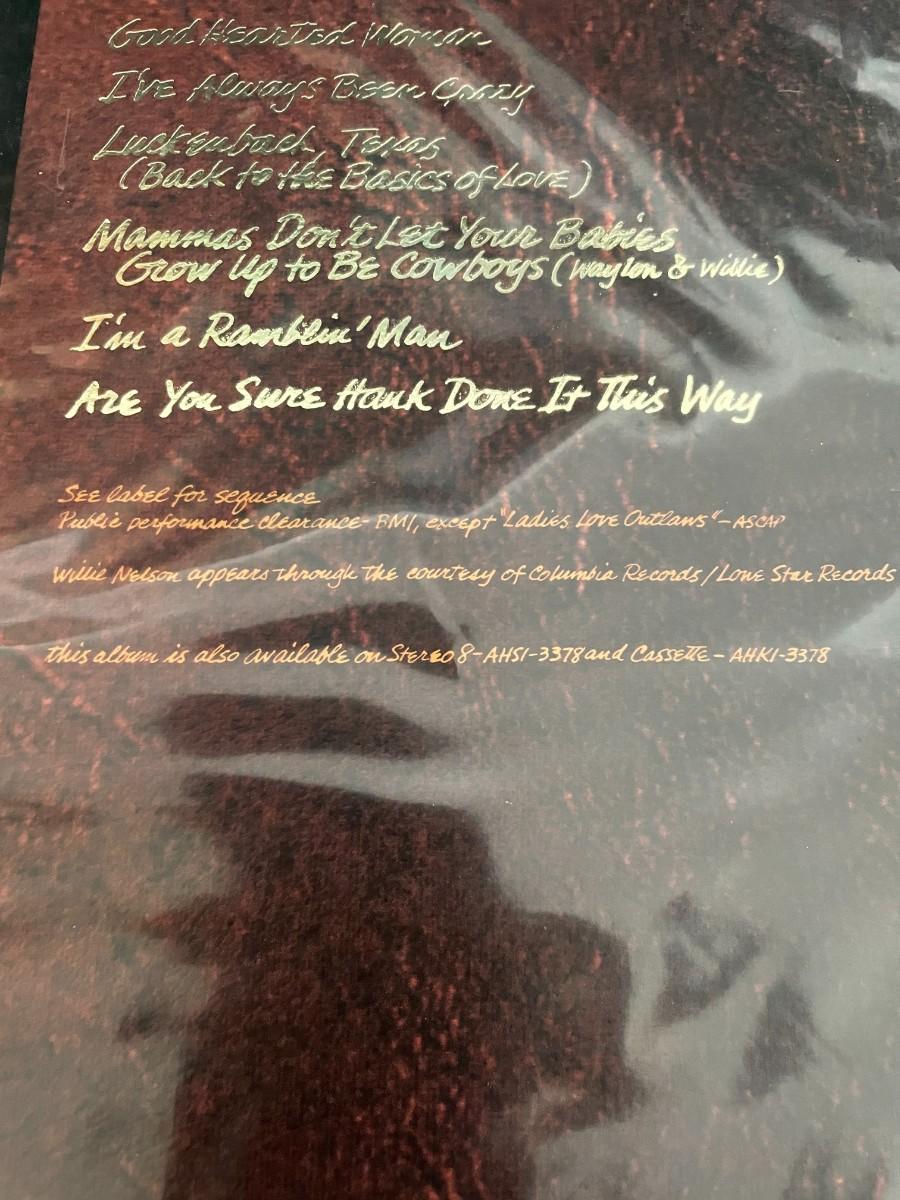 Good Hearted Woman
I've Always Been Crazy
Luckenbach, Texas
(Back to the Basics of Love)
Mammas Don't Let Your Babies
Grow Up to Be Cowboys (Waylon & Willie)
I'm a Ramblin' Man
Are You Sure Hank Done It This Way
See label for sequence
Public performance clearance- BMI, except "Ladies Love Outlaws" - ASCAP
Willie Nelson appears through the courtesy of Columbia Records / Lone Star Records
this album is also available on Stereo 8-AHS1-3378 and Cassette - AHK1-3378